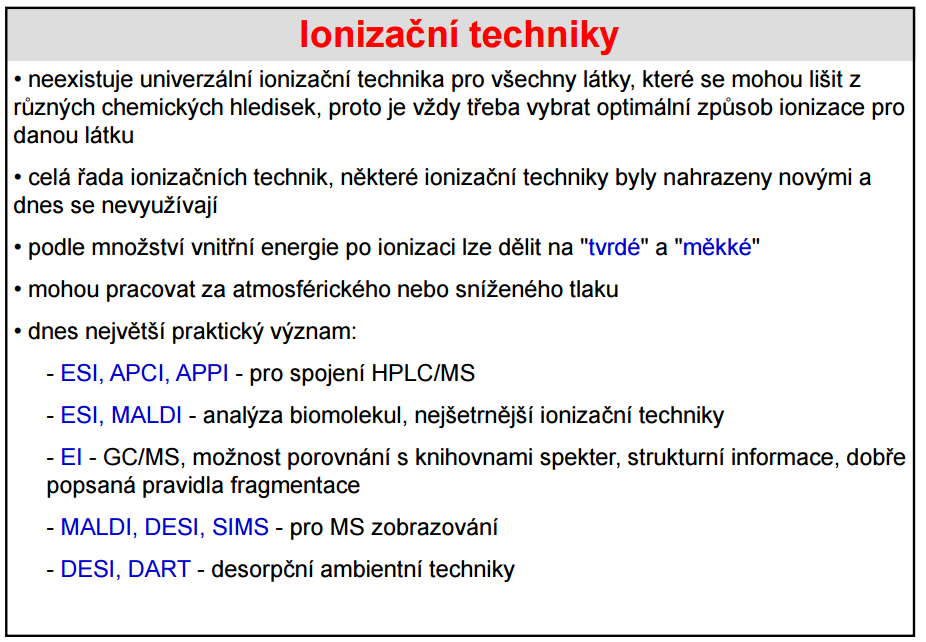 Ionizační techniky
• neexistuje univerzální ionizační technika pro všechny látky, které se mohou lišit z
různých chemických hledisek, proto je vždy třeba vybrat optimální způsob ionizace pro
danou látku
• celá řada ionizačních technik, některé ionizační techniky byly nahrazeny novými a
dnes se nevyužívají
• podle množství vnitřní energie po ionizaci lze dělit na "tvrdé" a "měkké"
• mohou pracovat za atmosférického nebo sníženého tlaku
• dnes největší praktický význam:
- ESI, APCI, APPI - pro spojení HPLC/MS
- ESI, MALDI - analýza biomolekul, nejšetrnější ionizační techniky
- EI - GC/MS, možnost porovnání s knihovnami spekter, strukturní informace, dobře
popsaná pravidla fragmentace
- MALDI, DESI, SIMS - pro MS zobrazování
- DESI, DART - desorpční ambientní techniky